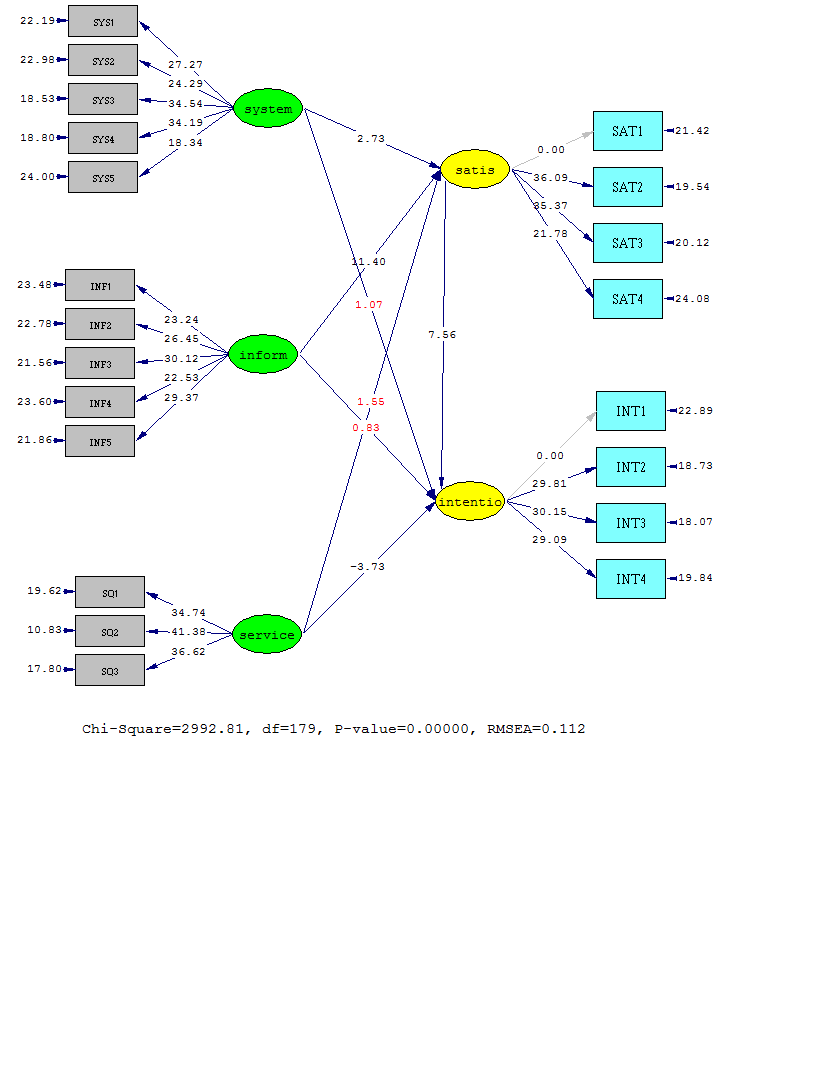 22.19 SYS1
22.98 SYS2
18.53 SYS3
18.80 SYS4
24.00 SYS5
27.27
24.29
34.54
34.19
18.34
system
23.48 INF1
22.78 INF2
21.56 INF3
23.60 INF4
21.86 INF5
23.24
26.45
30.12
22.53
29.37
inform
19.62 SQ1
10.83 SQ2
17.80 SQ3
34.74
41.38
36.62
service
2.73
11.40
1.07
1.55
0.83
-3.73
7.56
satis
intentio
0.00
36.09
35.37
21.78
SAT1 21.42
SAT2 19.54
SAT3 20.12
SAT4 24.08
0.00
29.81
30.15
29.09
INT1 22.89
INT2 18.73
INT3 18.07
INT4 19.84
Chi-Square=2992.81, df=179, P-value=0.00000, RMSEA=0.112